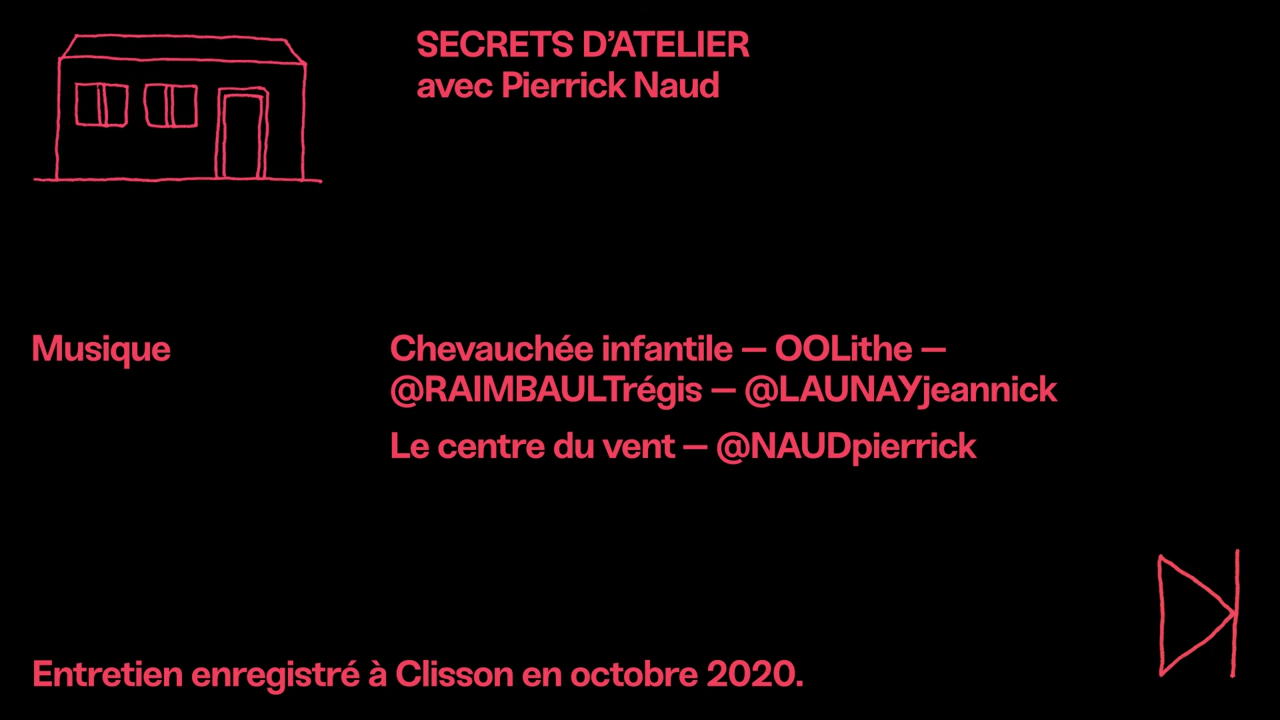 SECRETS D’ATELIER
avec Pierrick Naud
Musique
Chevauchée infantile — OOLithe —
@RAIMBAULTrégis — @LAUNAYjeannick
Le centre du vent — @NAUDpierrick
Entretien enregistré à Clisson en octobre 2020.